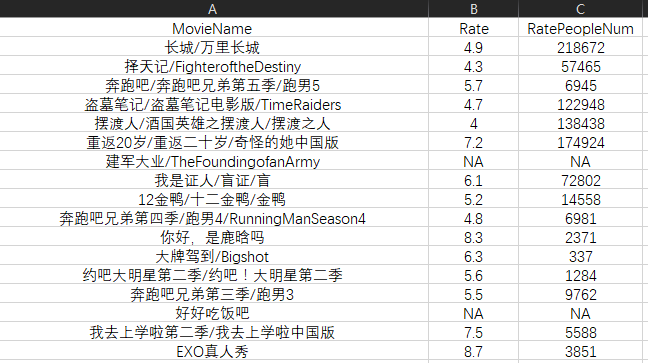 A B C
MovieName Rate RatePeopleNum
长城/万里长城 4.9 218672
择天记/FighteroftheDestiny 4.3 57465
奔跑吧/奔跑吧兄弟第五季/跑男5 5.7 6945
盗墓笔记/盗墓笔记电影版/TimeRaiders 4.7 122948
摆渡人/酒国英雄之摆渡人/摆渡之人 4 138438
重返20岁/重返二十岁/奇怪的她中国版 7.2 174924
建军大业/TheFoundingofanArmy NA NA
我是证人/盲证/盲 6.1 72802
12金鸭/十二金鸭/金鸭 5.2 14558
奔跑吧兄弟第四季/跑男4/RunningManSeason4 4.8 6981
你好，是鹿晗吗 8.3 2371
大牌驾到/Bigshot 6.3 337
约吧大明星第二季/约吧！大明星第二季 5.6 1284
奔跑吧兄弟第三季/跑男3 5.5 9762
好好吃饭吧 NA NA
我去上学啦第二季/我去上学啦中国版 7.5 5588
EXO真人秀 8.7 3851